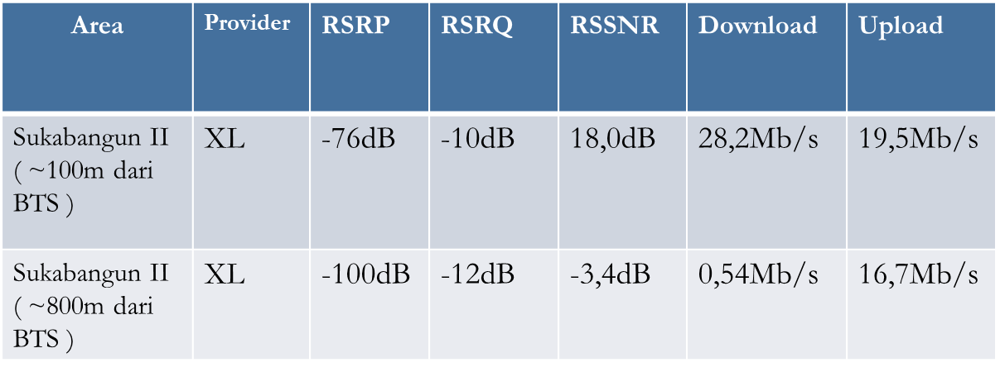 Area Provider RSRP RSRQ RSSNR Download Upload
Sukabangun II XL -76dB -10dB 18,0dB 28,2Mb/s 19,5Mb/s
( ~100m dari
BTS )
Sukabangun II XL -100dB -12dB -3,4dB 0,54Mb/s 16,7Mb/s
( ~800m dari
BTS )